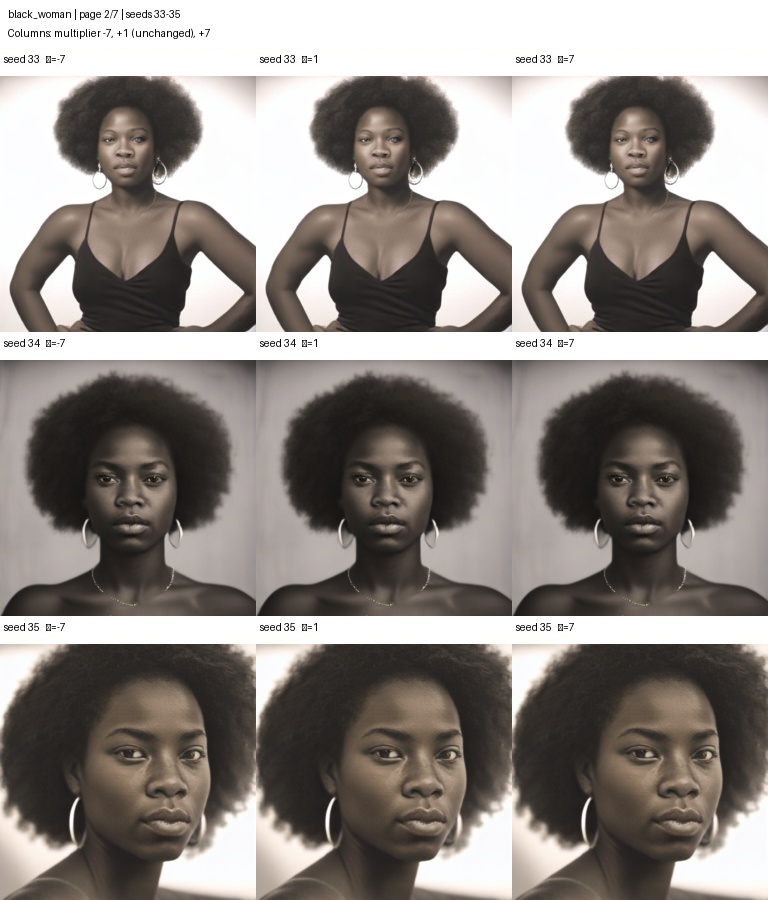 black_woman | page 2/7 | seeds 33-35
Columns: multiplier -7, +1 (unchanged), +7
seed 33 =-7 seed 33 =1 seed 33 =7
seed 34 =-7 seed 34 =1 seed 34 =7
seed 35 =-7 seed 35 =1 seed 35 =7